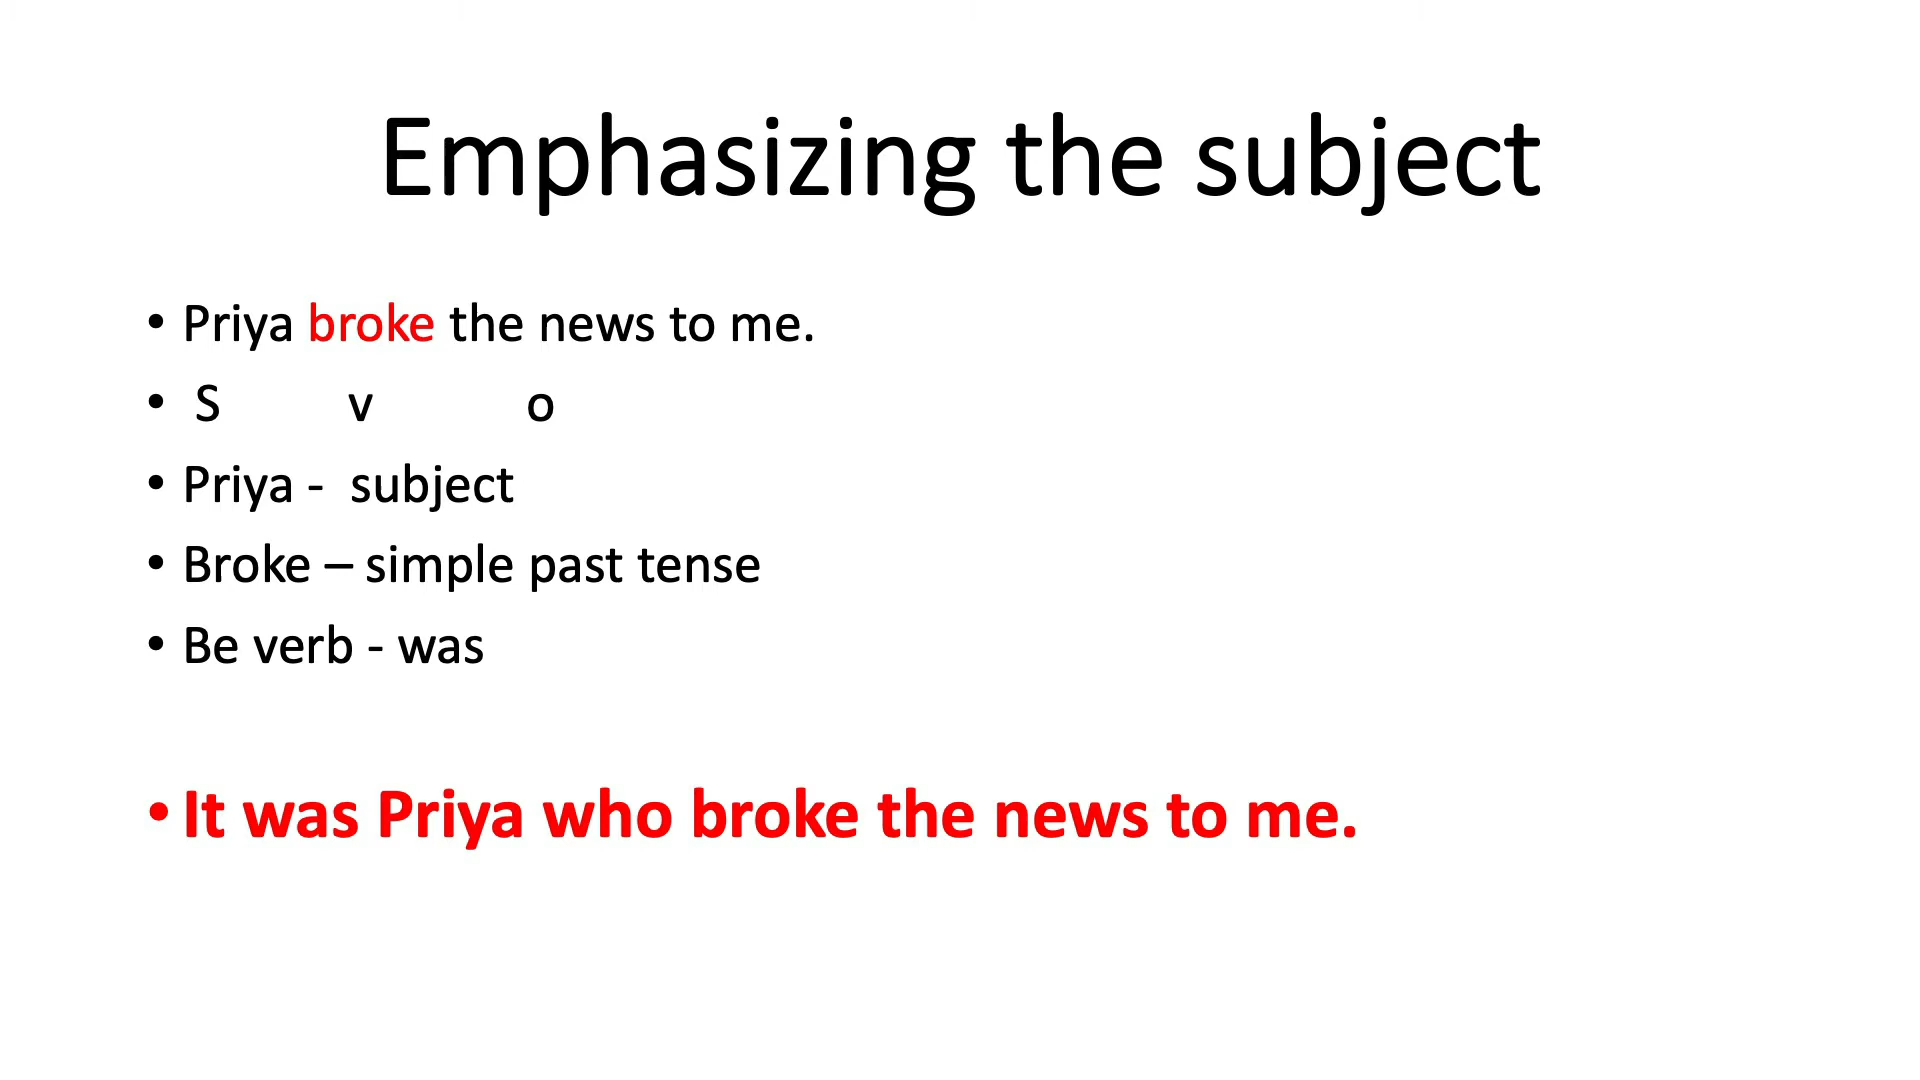 Emphasizing the subject
• Priya broke the news to me.
• S v o
• Priya - subject
• Broke – simple past tense
• Be verb - was
• It was Priya who broke the news to me.